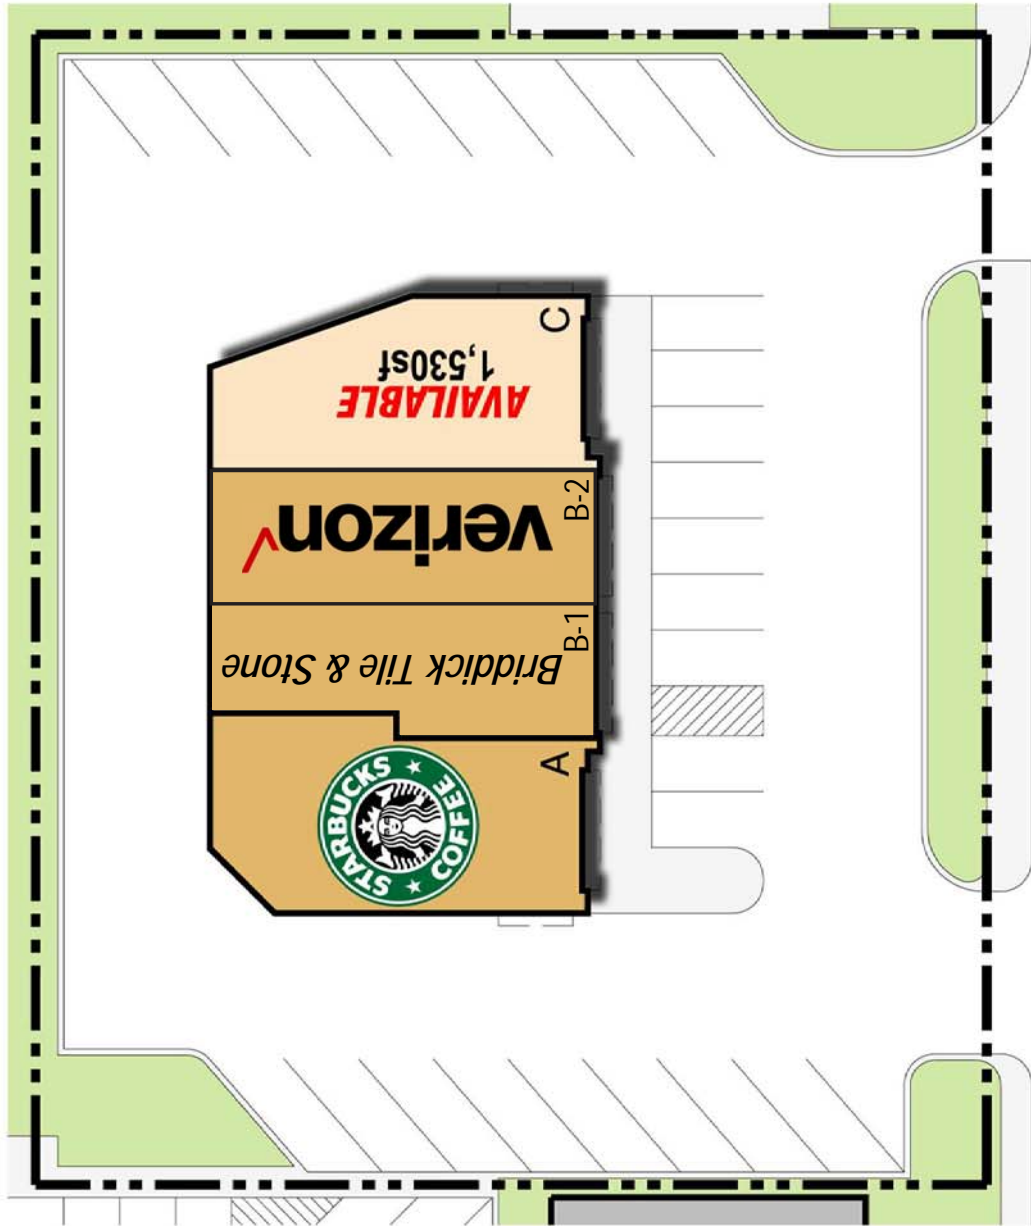 C
AVAILABLE
1,530sf
B-2
verizon
B-1
Briddick Tile & Stone
A
STARBUCKS
COFFEE